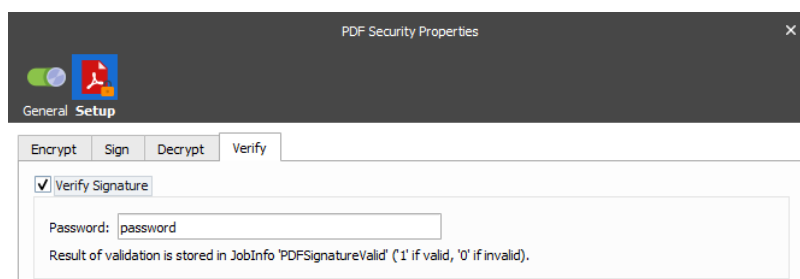 PDF Security Properties
General Setup
Encrypt Sign Decrypt Verify
Verify Signature
Password: password
Result of validation is stored in JobInfo 'PDFSignatureValid' ('1' if valid, '0' if invalid).